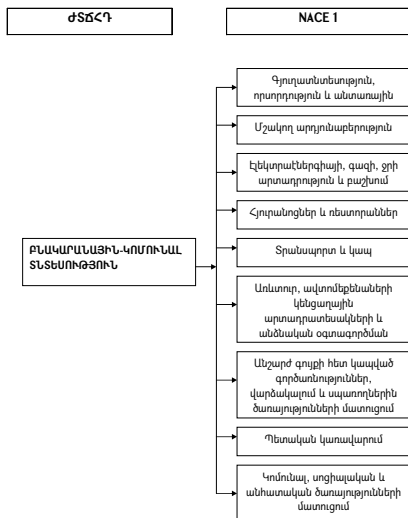 ԺՏՃՀԴ
NACE 1
Գյուղատնտեսություն,
որսորդություն և անտառային
Մշակող արդյունաբերություն
Էլեկտրաէներգիայի, գազի, ջրի
արտադրություն և բաշխում
Հյուրանոցներ և ռեստորաններ
ԲՆԱԿԱՐԱՆԱՅԻՆ-ԿՈՄՈՒՆԱԼ
ՏՆՏԵՍՈՒԹՅՈՒՆ
Տրանսպորտ և կապ
Առևտուր, ավտոմեքենաների
կենցաղային
արտադրատեսակների և
անձնական օգտագործման
Անշարժ գույքի հետ կապված
գործառնություններ,
վարձակալում և սպառողներին
ծառայությունների մատուցում
Պետական կառավարում
Կոմունալ, սոցիալական և
անհատական ծառայությունների
մատուցում